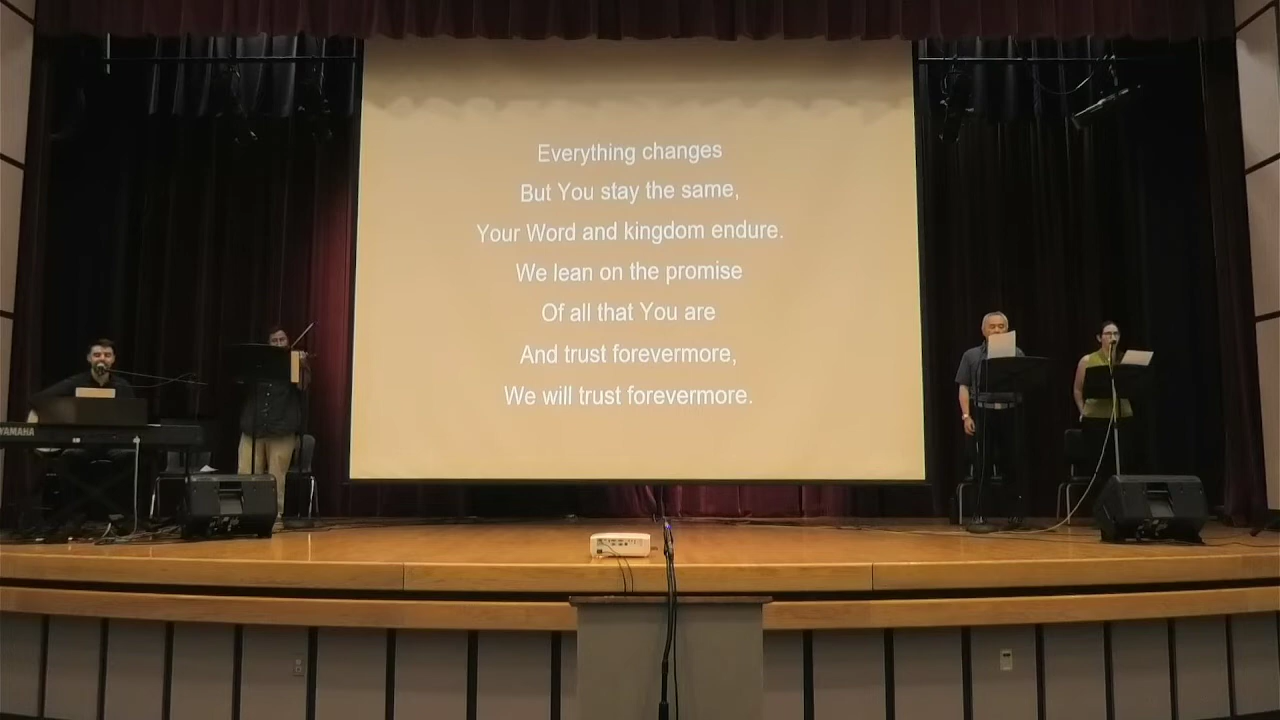 Everything changes
But You stay the same,
Your Word and kingdom endure.
We lean on the promise
Of all that You are
And trust forevermore,
We will trust forevermore.
YAMAHA